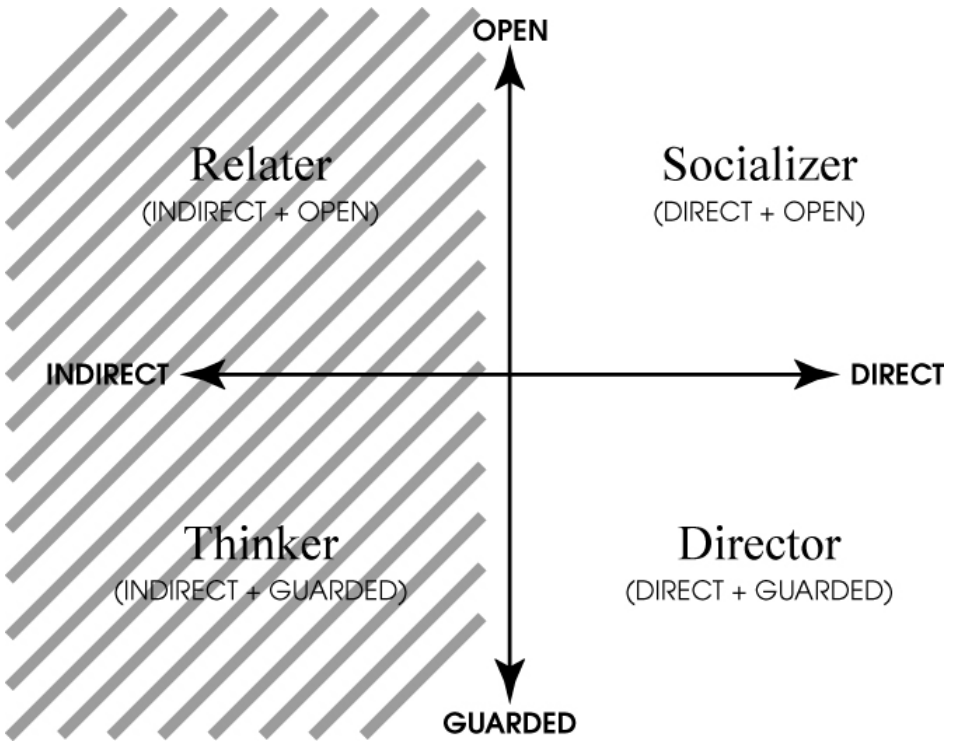 OPEN
Relater
(INDIRECT + OPEN)
Socializer
(DIRECT + OPEN)
INDIRECT
DIRECT
Thinker
(INDIRECT + GUARDED)
Director
(DIRECT + GUARDED)
GUARDED